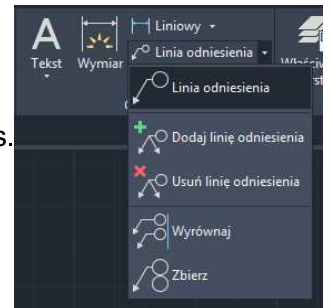 Liniowy
A
Linia odniesienia
Tekst Wymiar
Linia odniesienia
s.
Dodaj linię odniesienia
Usuń linię odniesienia
Wyrównaj
Zbierz